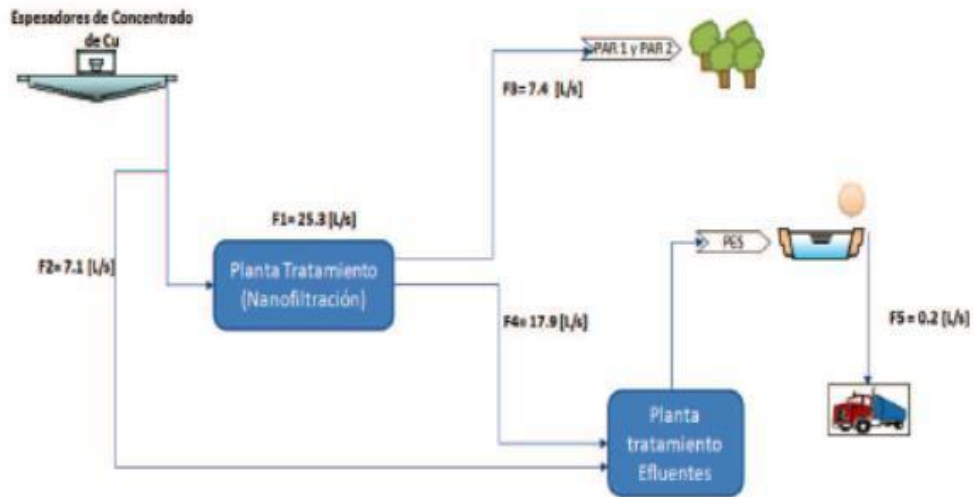 Espesadores de Concentrado
de Cu
PAR 1 y PAR 2
F3= 7.4 [L/s]
F1= 25.3 [L/s]
F2= 7.1 [L/s]
Planta Tratamiento
(Nanofiltración)
PES
F4= 17.9 [L/s]
F5 = 0.2 [L/s]
Planta
tratamiento
Efluentes